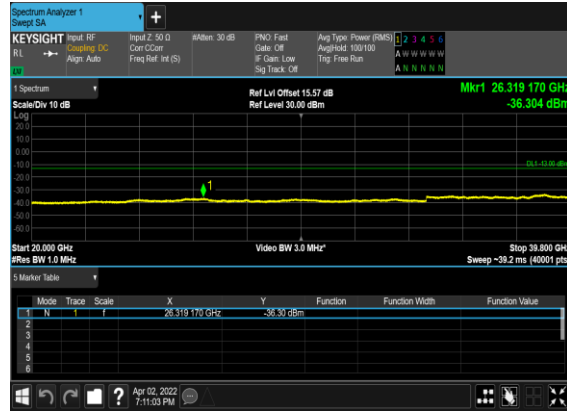 Spectrum Analyzer 1
Swept SA
+
KEYSIGHT Input: RF Input Z: 50 Ω #Atten: 30 dB PNO: Fast Avg Type: Power (RMS) 1 2 3 4 5 6
RL Coupling: DC Corr CCorr Gate: Off Avg|Hold: 100/100 A W W W W W
Align: Auto Freq Ref: Int (S) IF Gain: Low Trig: Free Run
Sig Track: Off A N N N N N
1 Spectrum Ref Lvl Offset 15.57 dB Mkr1 26.319 170 GHz
Scale/Div 10 dB Ref Level 30.00 dBm -36.304 dBm
Log
20.0
10.0
0.00
-10.0 DL1 -13.00 dBm
-20.0
-30.0 1
-40.0
-50.0
-60.0
Start 20.000 GHz Video BW 3.0 MHz* Stop 39.800 GHz
#Res BW 1.0 MHz Sweep ~39.2 ms (40001 pts)
5 Marker Table
Mode Trace Scale X Y Function Function Width Function Value
1 N 1 f 26.319 170 GHz -36.30 dBm
2
3
4
5
6
? Apr 02, 2022
7:11:03 PM